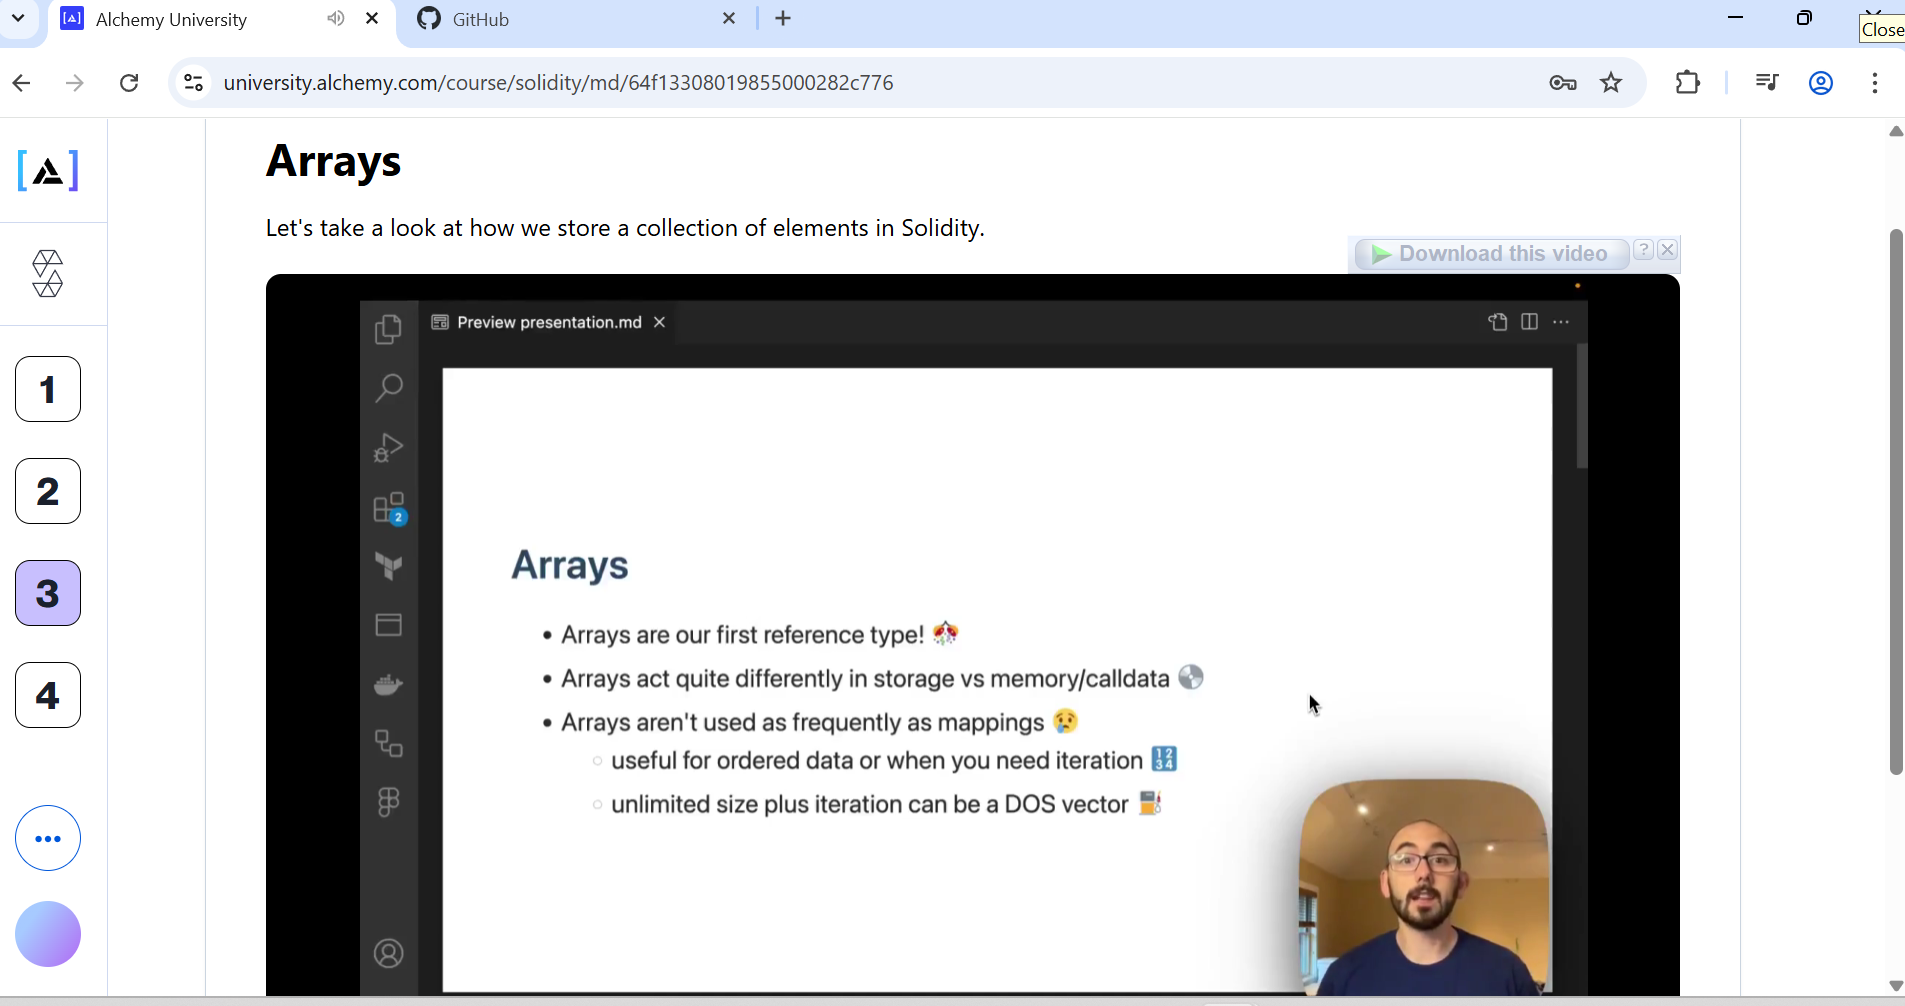 Alchemy University
GitHub
Close
university.alchemy.com/course/solidity/md/64f13308019855000282c776
Arrays
Let's take a look at how we store a collection of elements in Solidity.
Download this video
?
Preview presentation.md
2
Arrays
• Arrays are our first reference type! 🎊
• Arrays act quite differently in storage vs memory/calldata 💿
• Arrays aren't used as frequently as mappings 😢
○ useful for ordered data or when you need iteration 🔢
○ unlimited size plus iteration can be a DOS vector ⛽
1
2
3
4